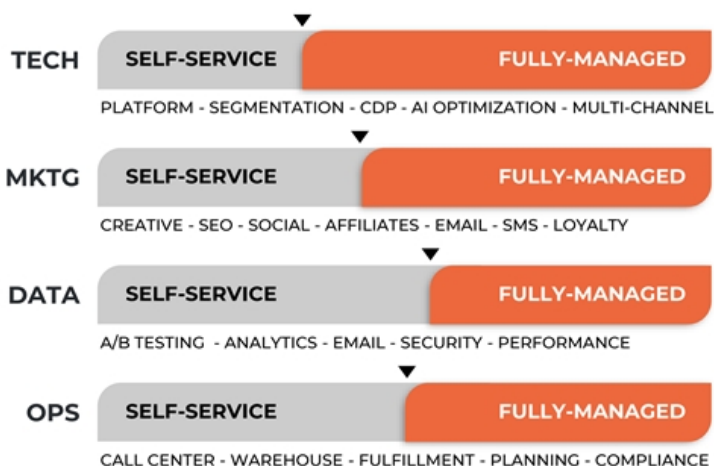 TECH SELF-SERVICE FULLY-MANAGED
PLATFORM - SEGMENTATION - CDP - AI OPTIMIZATION - MULTI-CHANNEL
MKTG SELF-SERVICE FULLY-MANAGED
CREATIVE - SEO - SOCIAL - AFFILIATES - EMAIL - SMS - LOYALTY
DATA SELF-SERVICE FULLY-MANAGED
A/B TESTING - ANALYTICS - EMAIL - SECURITY - PERFORMANCE
OPS SELF-SERVICE FULLY-MANAGED
CALL CENTER - WAREHOUSE - FULFILLMENT - PLANNING - COMPLIANCE